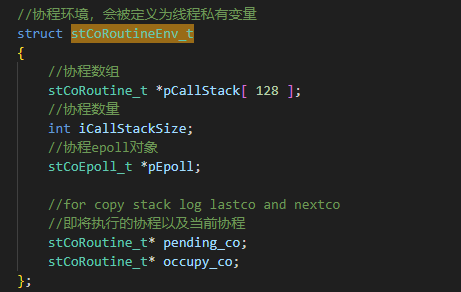 //协程环境，会被定义为线程私有变量
struct stCoRoutineEnv_t
{
//协程数组
stCoRoutine_t *pCallStack[ 128 ];
//协程数量
int iCallStackSize;
//协程epoll对象
stCoEpoll_t *pEpoll;
//for copy stack log lastco and nextco
//即将执行的协程以及当前协程
stCoRoutine_t* pending_co;
stCoRoutine_t* occupy_co;
};